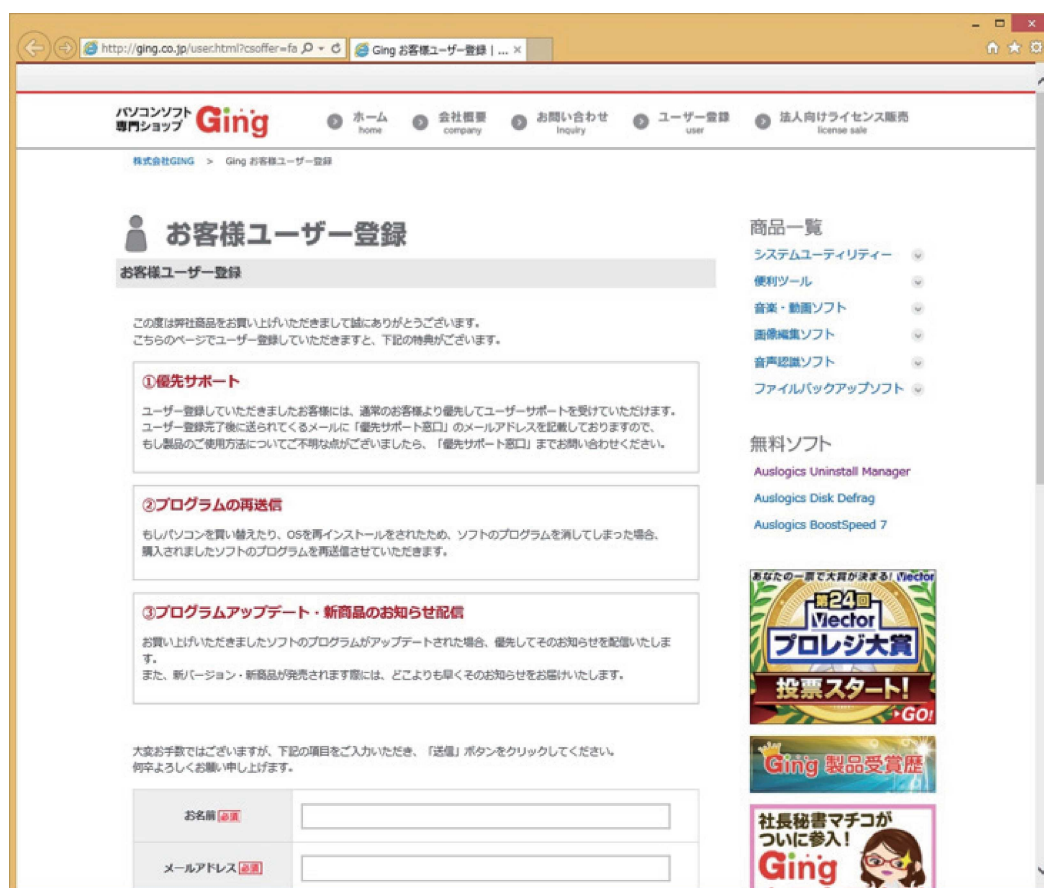 http://ging.co.jp/user.html?csoffer=fa
Ging お客様ユーザー登録 | ...
パソコンソフト
専門ショップ
Ging
ホーム
home
会社概要
company
お問い合わせ
Inquiry
ユーザー登録
user
法人向けライセンス販売
license sale
株式会社GING > Ging お客様ユーザー登録
お客様ユーザー登録
お客様ユーザー登録
この度は弊社商品をお買い上げいただきまして誠にありがとうございます。
こちらのページでユーザー登録していただきますと、下記の特典がございます。
①優先サポート
ユーザー登録していただきましたお客様には、通常のお客様より優先してユーザーサポートを受けていただけます。
ユーザー登録完了後に送られてくるメールに「優先サポート窓口」のメールアドレスを記載しておりますので、
もし製品のご使用方法についてご不明な点がございましたら、「優先サポート窓口」までお問い合わせください。
②プログラムの再送信
もしパソコンを買い替えたり、OSを再インストールをされたため、ソフトのプログラムを消してしまった場合、
購入されましたソフトのプログラムを再送信させていただきます。
③プログラムアップデート・新商品のお知らせ配信
お買い上げいただきましたソフトのプログラムがアップデートされた場合、優先してそのお知らせを配信いたしま
す。
また、新バージョン・新商品が発売されます際には、どこよりも早くそのお知らせをお届けいたします。
大変お手数ではございますが、下記の項目をご入力いただき、「送信」ボタンをクリックしてください。
何卒よろしくお願い申し上げます。
お名前 必須
メールアドレス 必須
商品一覧
システムユーティリティー
便利ツール
音楽・動画ソフト
画像編集ソフト
音声認識ソフト
ファイルバックアップソフト
無料ソフト
Auslogics Uninstall Manager
Auslogics Disk Defrag
Auslogics BoostSpeed 7
あなたの一票で大賞が決まる! Vector
第24回
Vector
プロレジ大賞
投票スタート!
GO!
Ging 製品受賞歴
社長秘書マチコが
ついに参入!
Ging